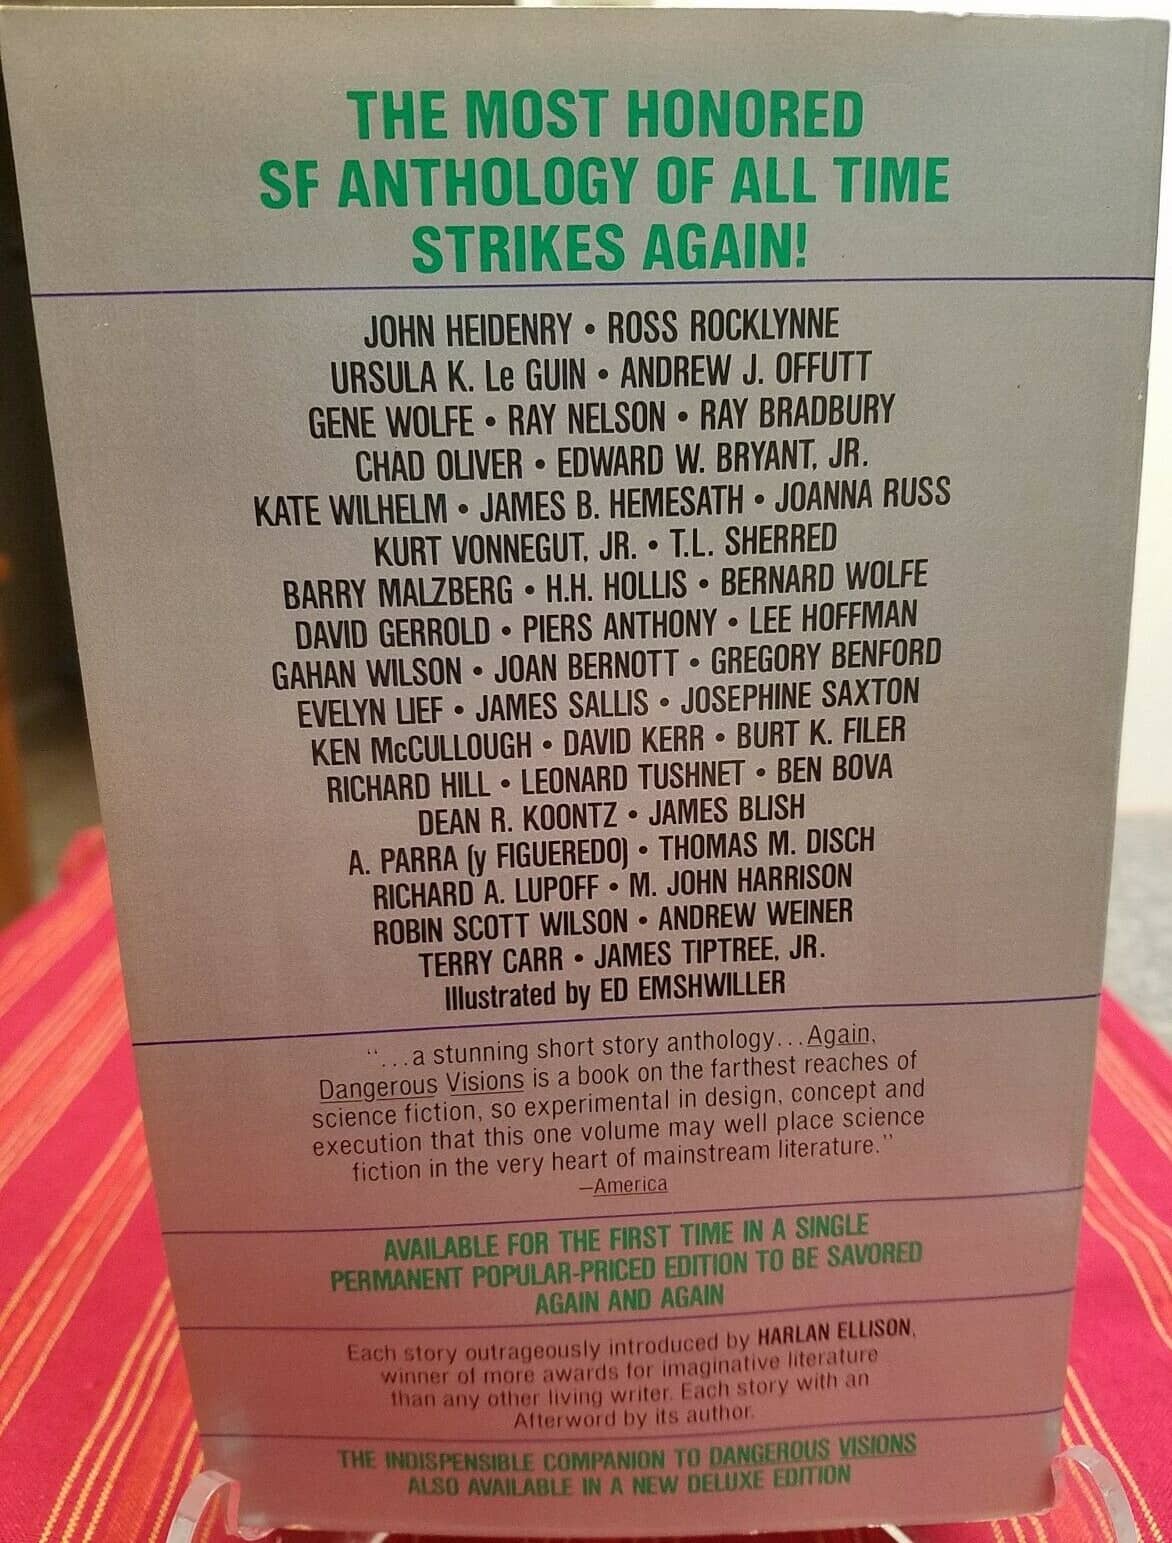 THE MOST HONORED
SF ANTHOLOGY OF ALL TIME
STRIKES AGAIN!
JOHN HEIDENRY • ROSS ROCKLYNNE
URSULA K. Le GUIN • ANDREW J. OFFUTT
GENE WOLFE • RAY NELSON • RAY BRADBURY
CHAD OLIVER • EDWARD W. BRYANT, JR.
KATE WILHELM • JAMES B. HEMESATH • JOANNA RUSS
KURT VONNEGUT, JR. • T.L. SHERRED
BARRY MALZBERG • H.H. HOLLIS • BERNARD WOLFE
DAVID GERROLD • PIERS ANTHONY • LEE HOFFMAN
GAHAN WILSON • JOAN BERNOTT • GREGORY BENFORD
EVELYN LIEF • JAMES SALLIS • JOSEPHINE SAXTON
KEN McCULLOUGH • DAVID KERR • BURT K. FILER
RICHARD HILL • LEONARD TUSHNET • BEN BOVA
DEAN R. KOONTZ • JAMES BLISH
A. PARRA (y FIGUEREDO) • THOMAS M. DISCH
RICHARD A. LUPOFF • M. JOHN HARRISON
ROBIN SCOTT WILSON • ANDREW WEINER
TERRY CARR • JAMES TIPTREE, JR.
Illustrated by ED EMSHWILLER
"...a stunning short story anthology...Again,
Dangerous Visions is a book on the farthest reaches of
science fiction, so experimental in design, concept and
execution that this one volume may well place science
fiction in the very heart of mainstream literature."
—America
AVAILABLE FOR THE FIRST TIME IN A SINGLE
PERMANENT POPULAR-PRICED EDITION TO BE SAVORED
AGAIN AND AGAIN
Each story outrageously introduced by HARLAN ELLISON,
winner of more awards for imaginative literature
than any other living writer. Each story with an
Afterword by its author.
THE INDISPENSIBLE COMPANION TO DANGEROUS VISIONS
ALSO AVAILABLE IN A NEW DELUXE EDITION